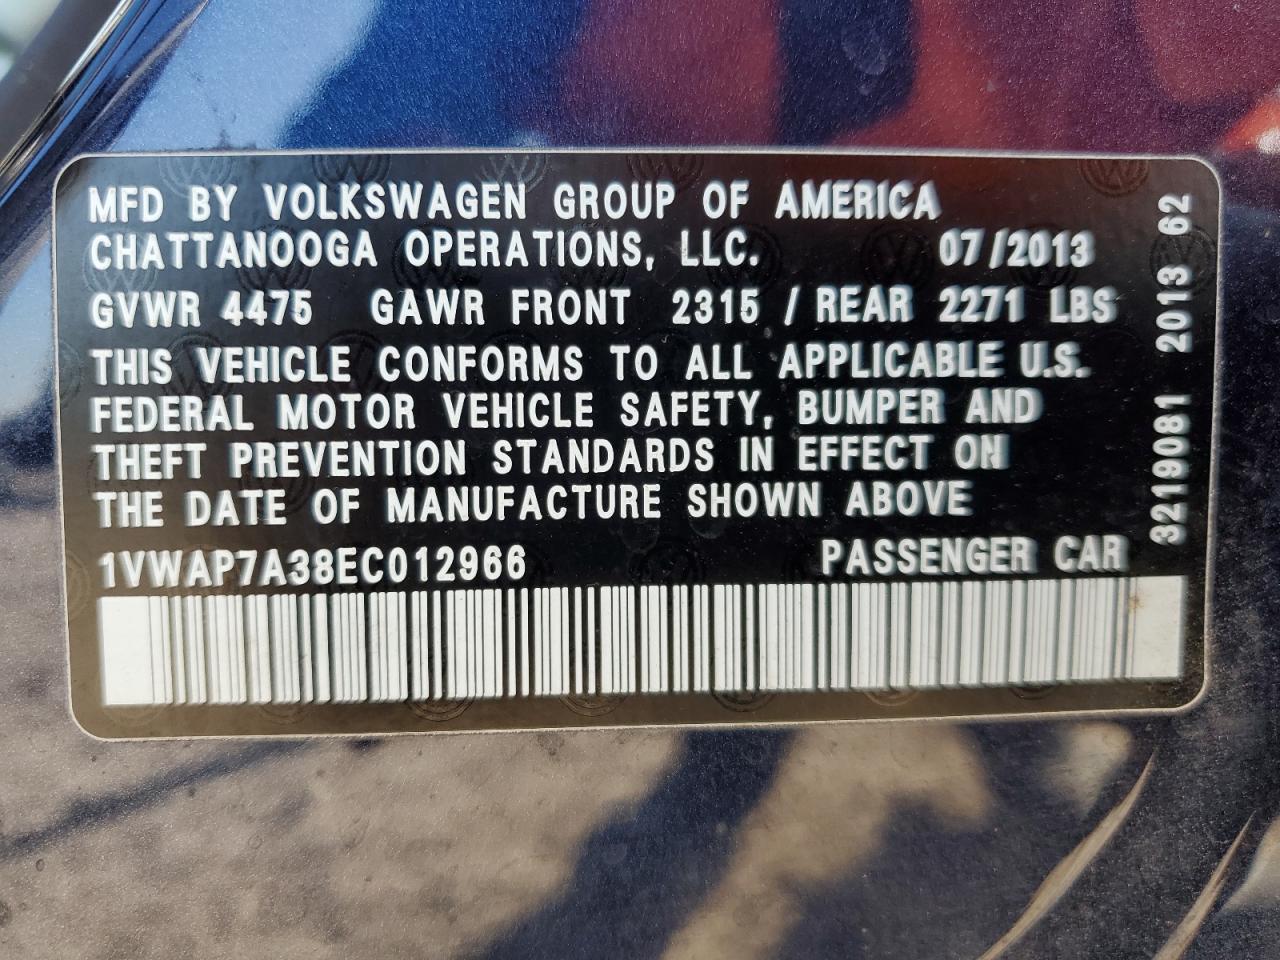 MFD BY VOLKSWAGEN GROUP OF AMERICA
CHATTANOOGA OPERATIONS, LLC. 07/2013
GVWR 4475 GAWR FRONT 2315 / REAR 2271 LBS
THIS VEHICLE CONFORMS TO ALL APPLICABLE U.S.
FEDERAL MOTOR VEHICLE SAFETY, BUMPER AND
THEFT PREVENTION STANDARDS IN EFFECT ON
THE DATE OF MANUFACTURE SHOWN ABOVE
1VWAP7A38EC012966 PASSENGER CAR
3219081 2013 62